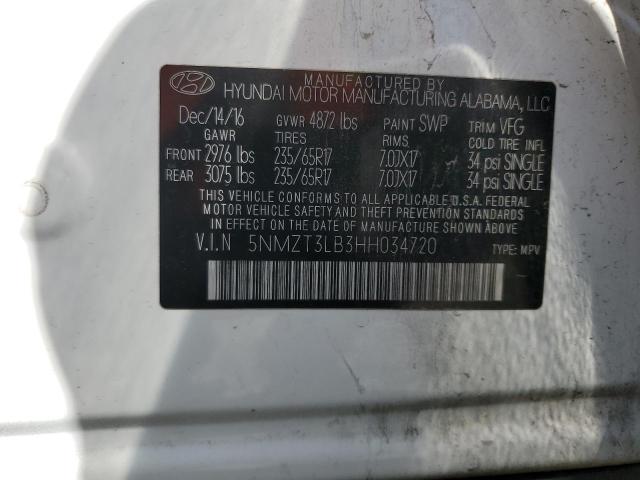 MANUFACTURED BY
HYUNDAI MOTOR MANUFACTURING ALABAMA, LLC
Dec/14/16 GVWR 4872 lbs PAINT SWP TRIM VFG
GAWR TIRES RIMS COLD TIRE INFL
FRONT 2976 lbs 235/65R17 7.0JX17 34 psi SINGLE
REAR 3075 lbs 235/65R17 7.0JX17 34 psi SINGLE
THIS VEHICLE CONFORMS TO ALL APPLICABLE U.S.A. FEDERAL
MOTOR VEHICLE SAFETY AND THEFT PREVENTION STANDARDS
IN EFFECT ON THE DATE OF MANUFACTURE SHOWN ABOVE
V.I.N 5NMZT3LB3HH034720 TYPE: MPV